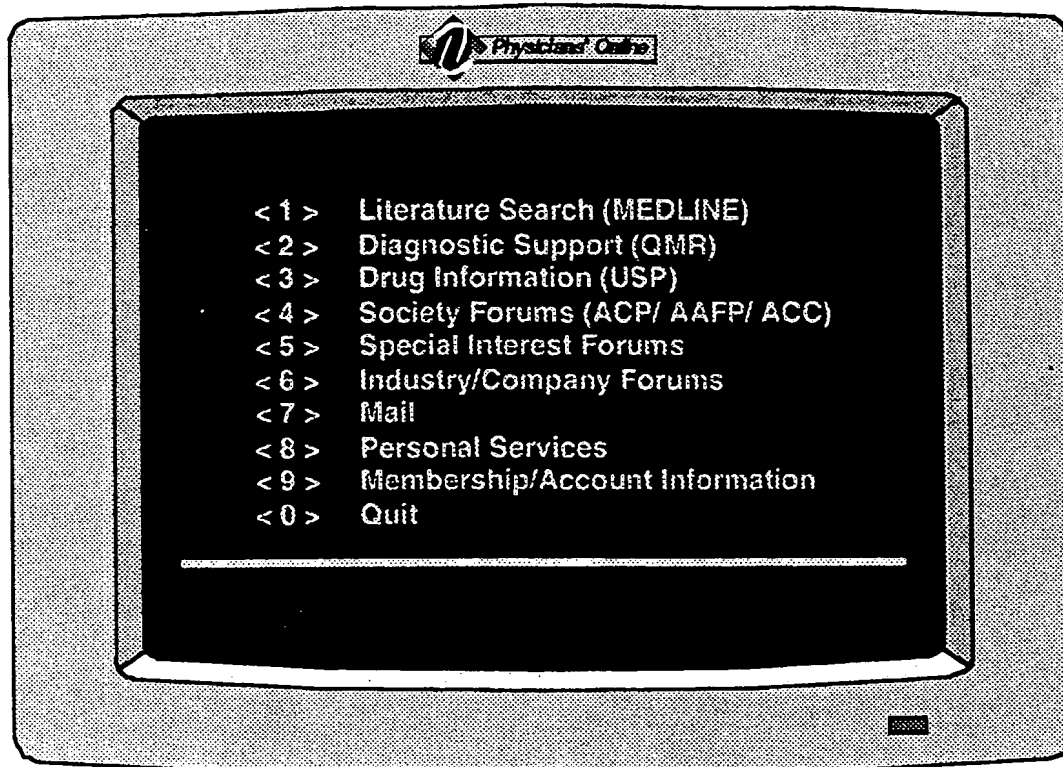 Physicians' Online
< 1 > Literature Search (MEDLINE)
< 2 > Diagnostic Support (QMR)
< 3 > Drug Information (USP)
< 4 > Society Forums (ACP/ AAFP/ ACC)
< 5 > Special Interest Forums
< 6 > Industry/Company Forums
< 7 > Mail
< 8 > Personal Services
< 9 > Membership/Account Information
< 0 > Quit